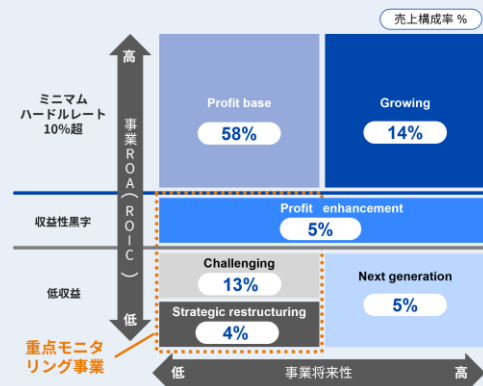 売上構成率 %
高
ミニマム
ハードルレート
10%超
事業ROA(ROIC)
Profit base
58%
Growing
14%
収益性黒字
Profit enhancement
5%
低収益
Challenging
13%
Next generation
5%
Strategic restructuring
4%
低
重点モニタ
リング事業
低
事業将来性
高